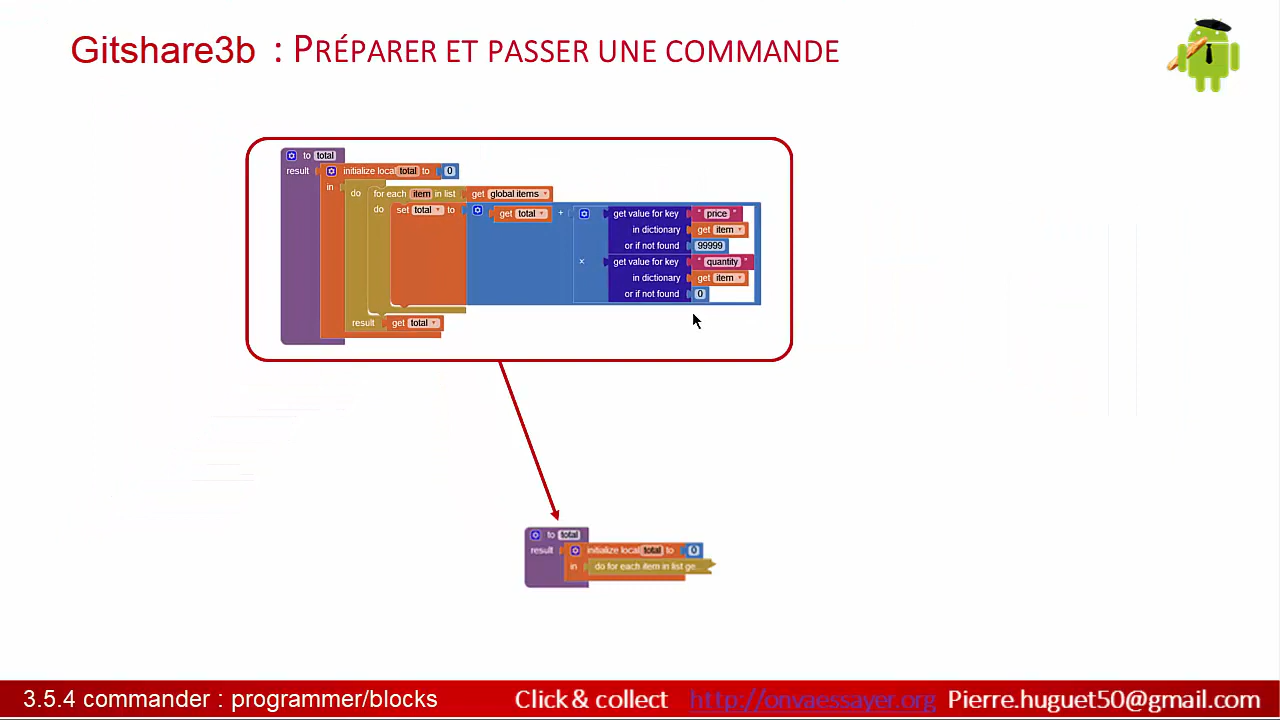 Gitshare3b : PRÉPARER ET PASSER UNE COMMANDE
to total
result initialize local total to 0
in do for each item in list get global items
do set total to get total + get value for key " price "
in dictionary get item
or if not found 99999
× get value for key " quantity "
in dictionary get item
or if not found 0
result get total
to total
result initialize local total to 0
in do for each item in list ge...
3.5.4 commander : programmer/blocks Click & collect http://onvaessayer.org Pierre.huguet50@gmail.com